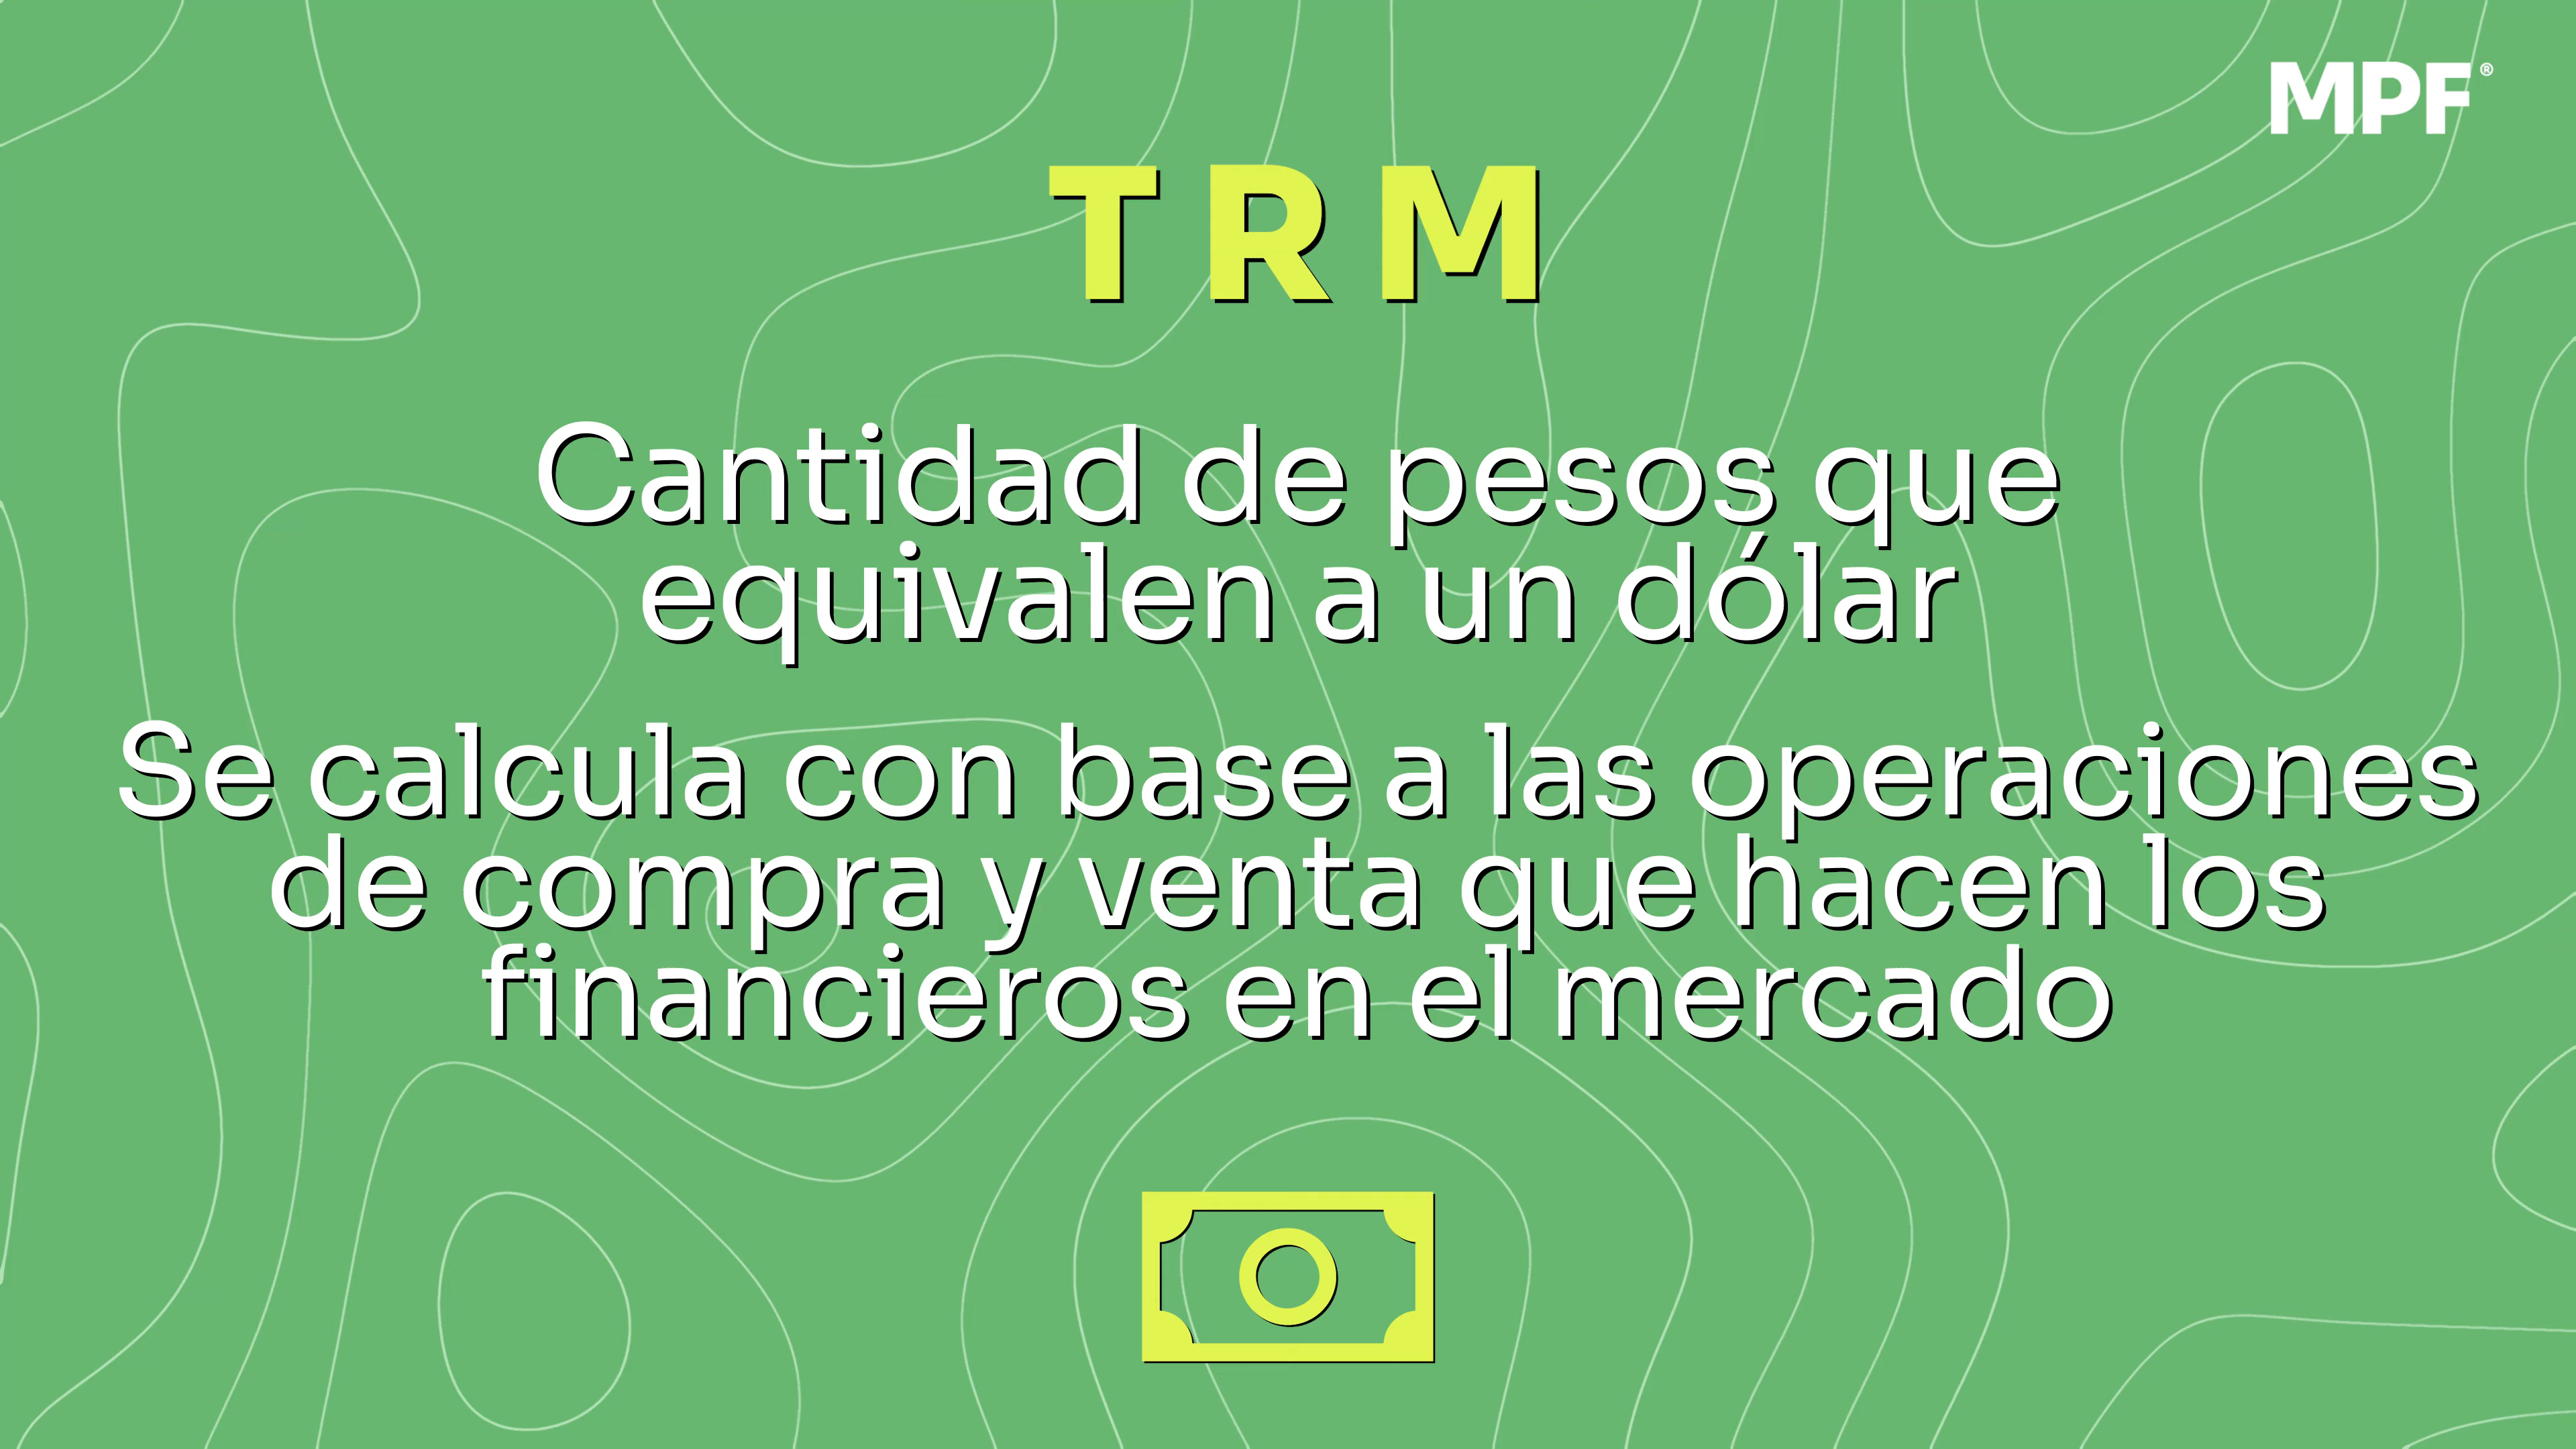 MPF®
TRM
Cantidad de pesos que
equivalen a un dólar
Se calcula con base a las operaciones
de compra y venta que hacen los
financieros en el mercado